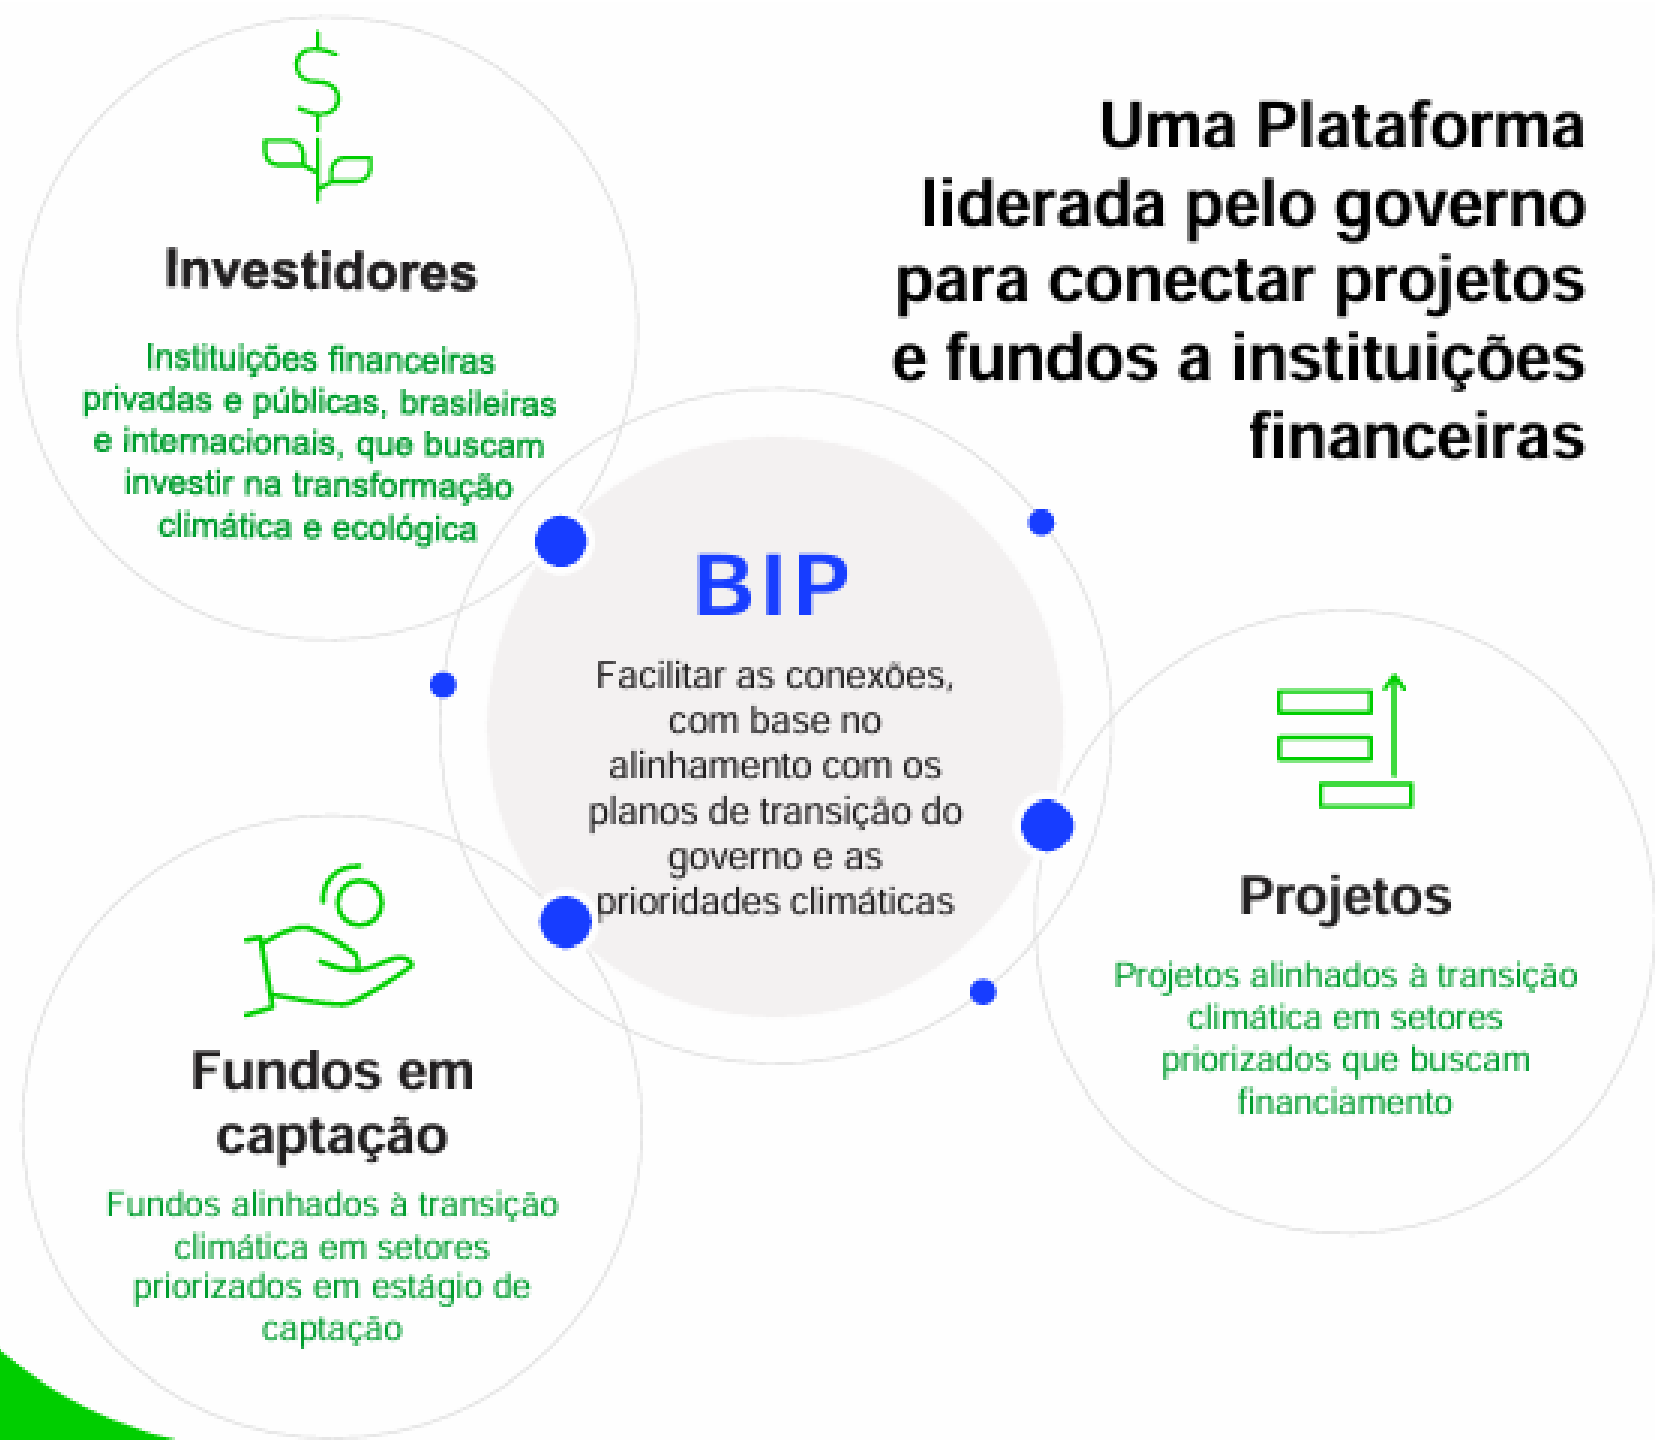 Uma Plataforma
liderada pelo governo
para conectar projetos
e fundos a instituições
financeiras
Investidores
Instituições financeiras
privadas e públicas, brasileiras
e internacionais, que buscam
investir na transformação
climática e ecológica
BIP
Facilitar as conexões,
com base no
alinhamento com os
planos de transição do
governo e as
prioridades climáticas
Projetos
Projetos alinhados à transição
climática em setores
priorizados que buscam
financiamento
Fundos em
captação
Fundos alinhados à transição
climática em setores
priorizados em estágio de
captação